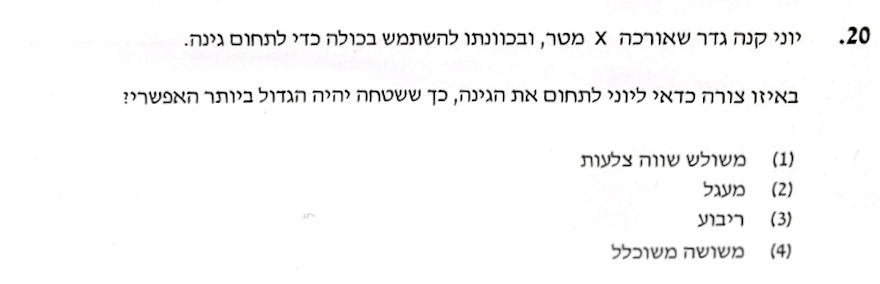 20. יוני קנה גדר שאורכה X מטר, ובכוונתו להשתמש בכולה כדי לתחום גינה.
באיזו צורה כדאי ליוני לתחום את הגינה, כך ששטחה יהיה הגדול ביותר האפשרי?
(1) משולש שווה צלעות
(2) מעגל
(3) ריבוע
(4) משושה משוכלל